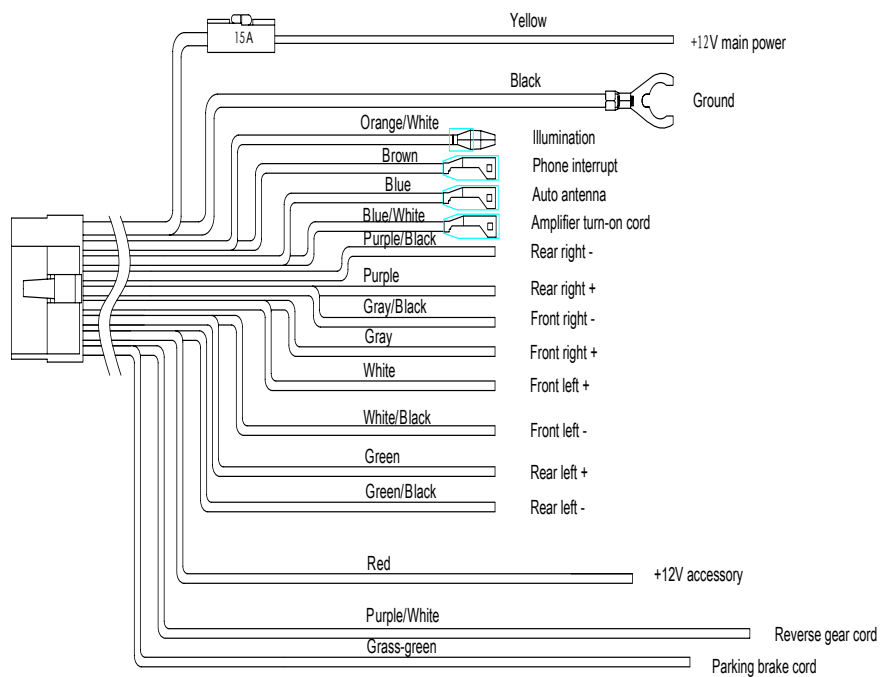 Yellow
15A
+12V main power
Black
Ground
Orange/White
Illumination
Brown
Phone interrupt
Blue
Auto antenna
Blue/White
Amplifier turn-on cord
Purple/Black
Rear right -
Purple
Rear right +
Gray/Black
Front right -
Gray
Front right +
White
Front left +
White/Black
Front left -
Green
Rear left +
Green/Black
Rear left -
Red
+12V accessory
Purple/White
Reverse gear cord
Grass-green
Parking brake cord